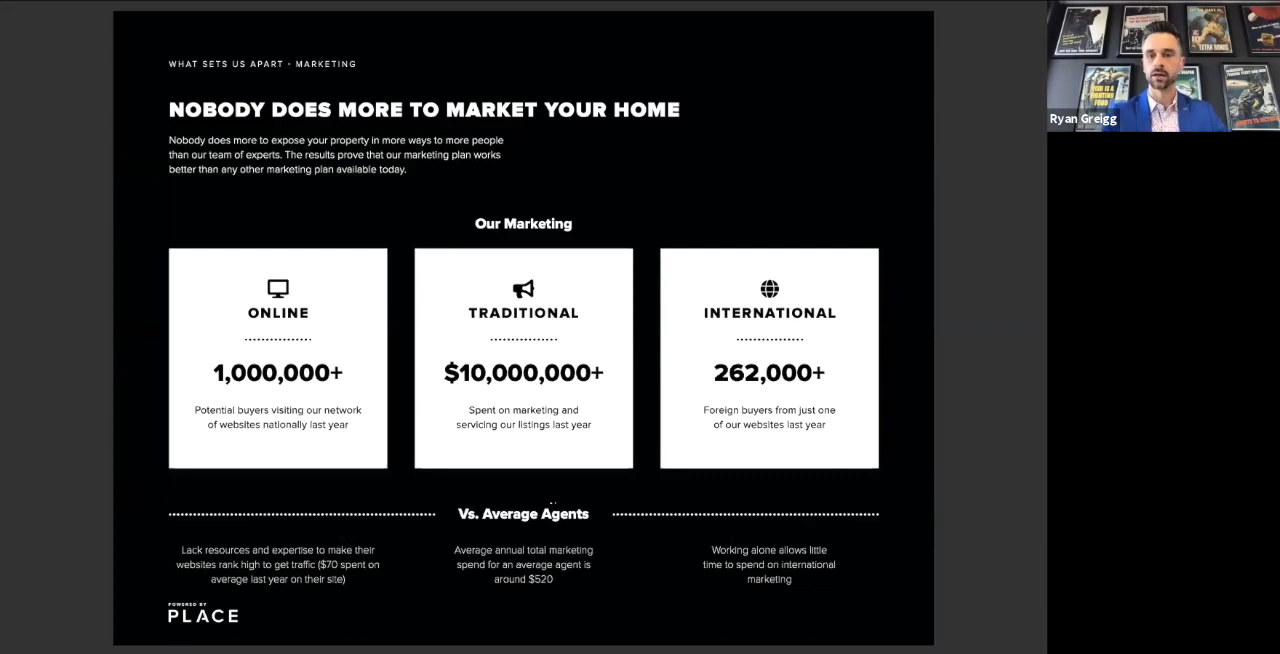 WHAT SETS US APART - MARKETING
NOBODY DOES MORE TO MARKET YOUR HOME
Nobody does more to expose your property in more ways to more people
than our team of experts. The results prove that our marketing plan works
better than any other marketing plan available today.
Our Marketing
ONLINE
1,000,000+
Potential buyers visiting our network
of websites nationally last year
TRADITIONAL
$10,000,000+
Spent on marketing and
servicing our listings last year
INTERNATIONAL
262,000+
Foreign buyers from just one
of our websites last year
Vs. Average Agents
Lack resources and expertise to make their
websites rank high to get traffic ($70 spent on
average last year on their site)
Average annual total marketing
spend for an average agent is
around $520
Working alone allows little
time to spend on international
marketing
POWERED BY
PLACE
Ryan Greigg